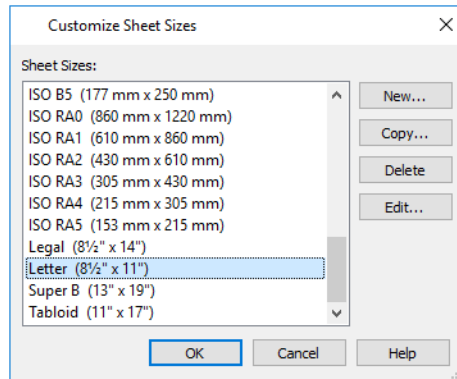 Customize Sheet Sizes
Sheet Sizes:
ISO B5 (177 mm x 250 mm)
ISO RA0 (860 mm x 1220 mm)
ISO RA1 (610 mm x 860 mm)
ISO RA2 (430 mm x 610 mm)
ISO RA3 (305 mm x 430 mm)
ISO RA4 (215 mm x 305 mm)
ISO RA5 (153 mm x 215 mm)
Legal (8½" x 14")
Letter (8½" x 11")
Super B (13" x 19")
Tabloid (11" x 17")
New...
Copy...
Delete
Edit...
OK Cancel Help